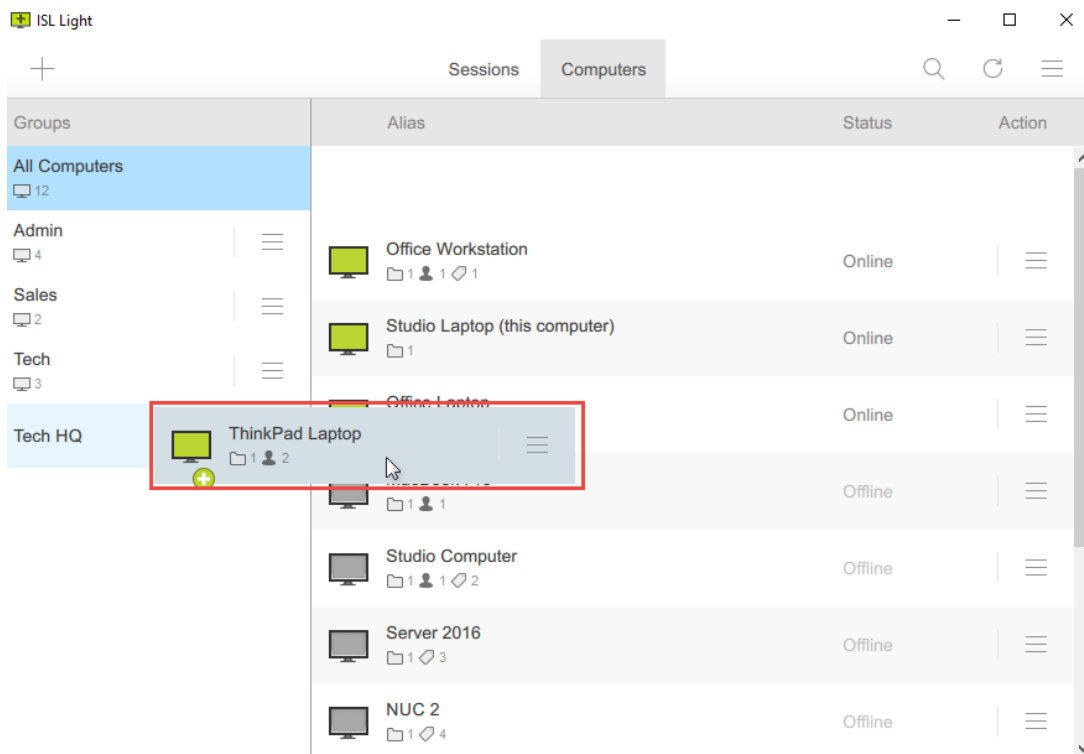 ISL Light
Sessions
Computers
Groups
Alias
Status
Action
All Computers
12
Admin
4
Sales
2
Tech
3
Tech HQ
ThinkPad Laptop
1 2
Office Workstation
1 1 1
Online
Studio Laptop (this computer)
1
Online
Office Laptop
Online
1 1
Offline
Studio Computer
1 1 2
Offline
Server 2016
1 3
Offline
NUC 2
1 4
Offline